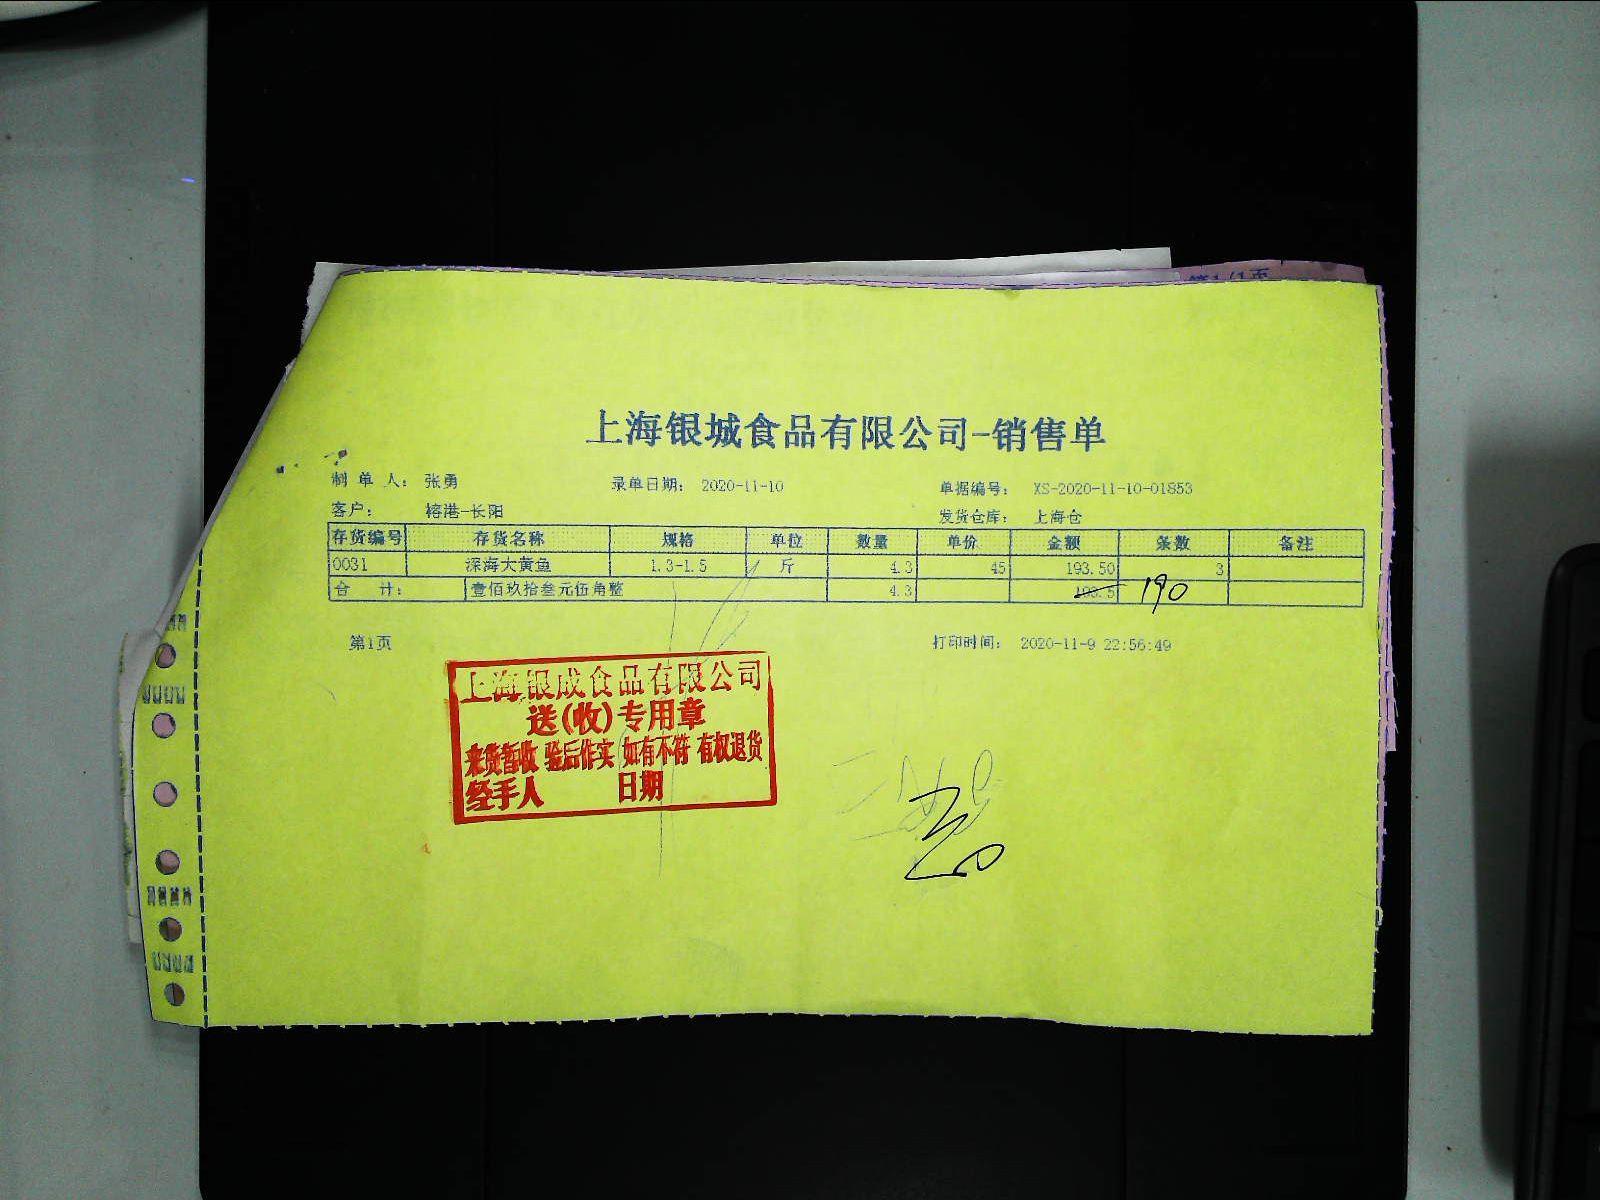 上海银城食品有限公司-销售单
制 单 人: 张勇 录单日期: 2020-11-10 单据编号: XS-2020-11-10-01853
客户: 榕港-长阳 发货仓库: 上海仓
存货编号 存货名称 规格 单位 数量 单价 金额 条数 备注
0031 深海大黄鱼 1.3-1.5 斤 4.3 45 193.50 3
合 计: 壹佰玖拾叁元伍角整 4.3 193.5 190
第1页 打印时间: 2020-11-9 22:56:49
上海银成食品有限公司
送(收)专用章
来货暂收 验后作实 如有不符 有权退货
经手人 日期